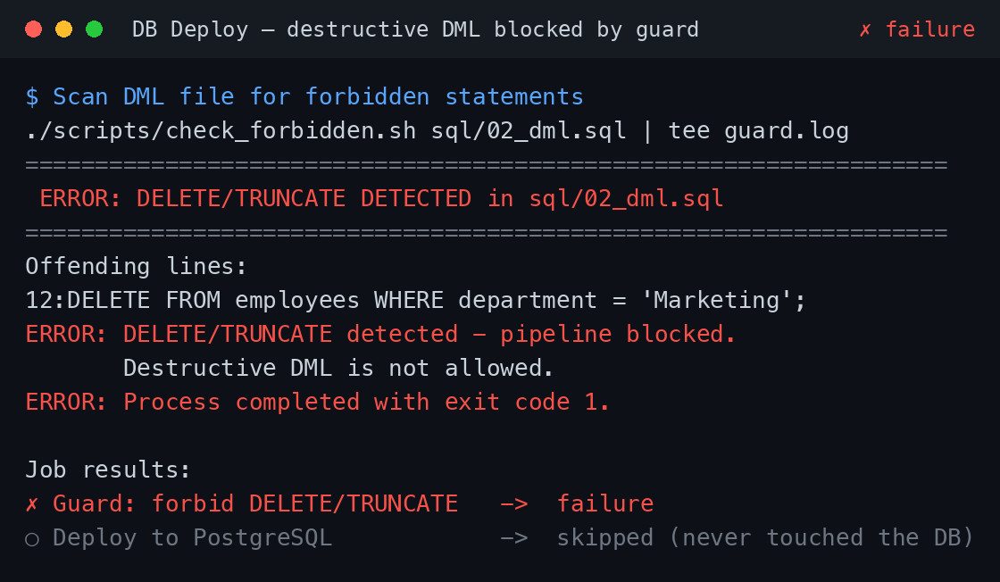 DB Deploy — destructive DML blocked by guard
✗ failure
$ Scan DML file for forbidden statements
./scripts/check_forbidden.sh sql/02_dml.sql | tee guard.log
==================================================================
ERROR: DELETE/TRUNCATE DETECTED in sql/02_dml.sql
==================================================================
Offending lines:
12:DELETE FROM employees WHERE department = 'Marketing';
ERROR: DELETE/TRUNCATE detected — pipeline blocked.
Destructive DML is not allowed.
ERROR: Process completed with exit code 1.
Job results:
✗ Guard: forbid DELETE/TRUNCATE —> failure
○ Deploy to PostgreSQL —> skipped (never touched the DB)